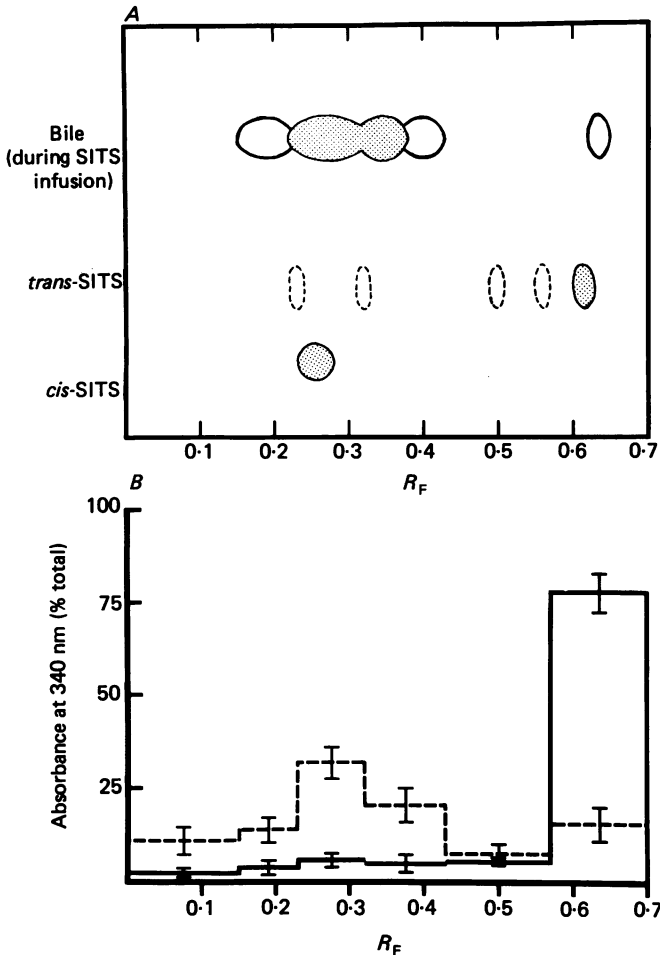 A
Bile
(during SITS
infusion)
trans-SITS
cis-SITS
0·1 0·2 0·3 0·4 0·5 0·6 0·7
R_F
B
100
75
50
25
Absorbance at 340 nm (% total)
0·1 0·2 0·3 0·4 0·5 0·6 0·7
R_F